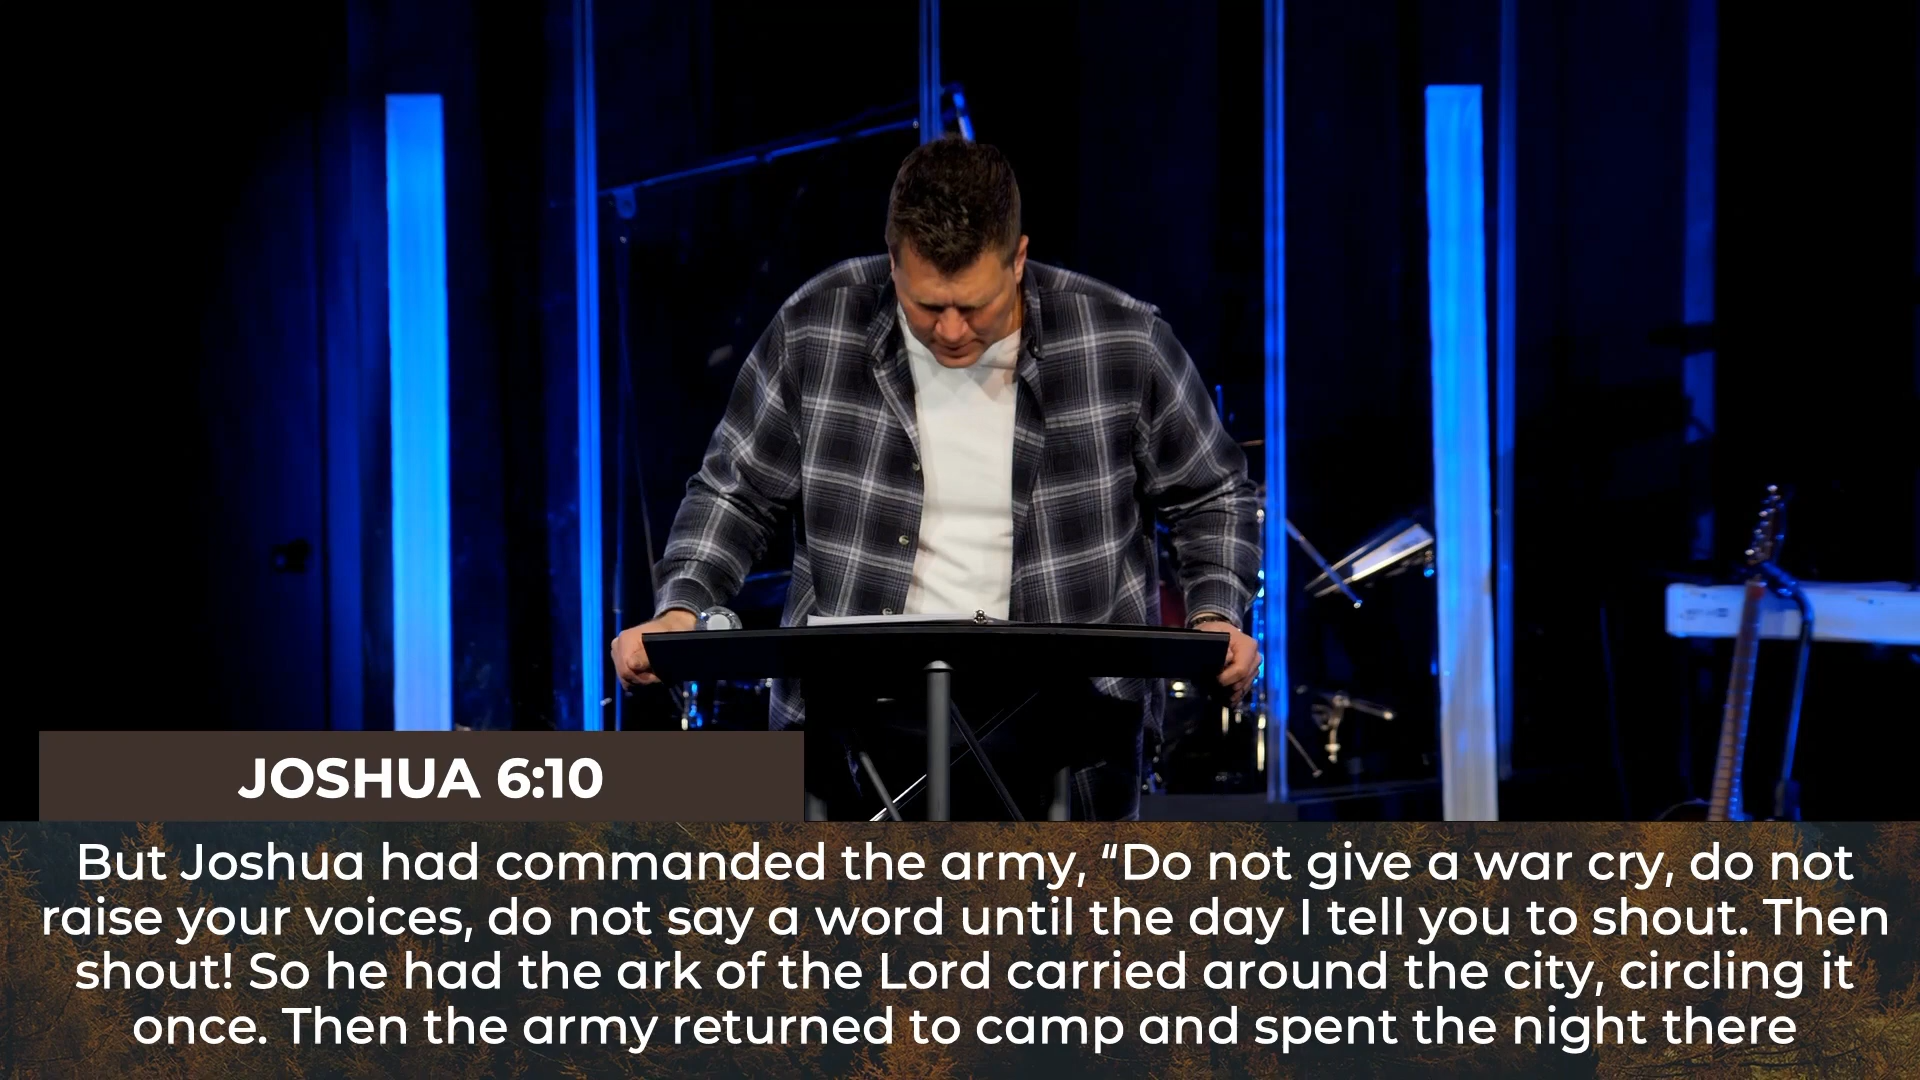 JOSHUA 6:10
But Joshua had commanded the army, “Do not give a war cry, do not
raise your voices, do not say a word until the day I tell you to shout. Then
shout! So he had the ark of the Lord carried around the city, circling it
once. Then the army returned to camp and spent the night there